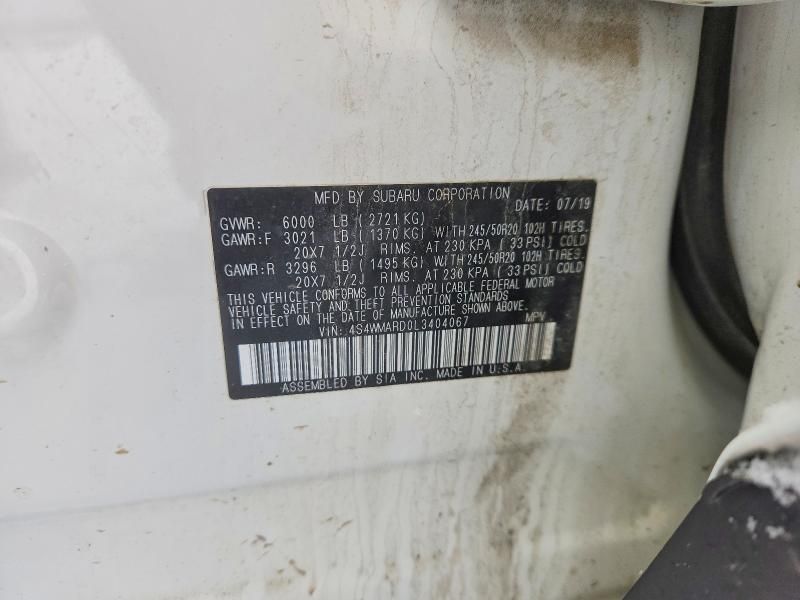 MFD BY SUBARU CORPORATION
DATE: 07/19
GVWR: 6000 LB ( 2721 KG)
GAWR:F 3021 LB ( 1370 KG) WITH 245/50R20 102H TIRES.
20X7 1/2J RIMS. AT 230 KPA ( 33 PSI) COLD
GAWR:R 3296 LB ( 1495 KG) WITH 245/50R20 102H TIRES.
20X7 1/2J RIMS. AT 230 KPA ( 33 PSI) COLD
THIS VEHICLE CONFORMS TO ALL APPLICABLE FEDERAL MOTOR
VEHICLE SAFETY AND THEFT PREVENTION STANDARDS
IN EFFECT ON THE DATE OF MANUFACTURE SHOWN ABOVE.
VIN: 4S4WMARD0L3404067 MPV
ASSEMBLED BY SIA INC. MADE IN U.S.A